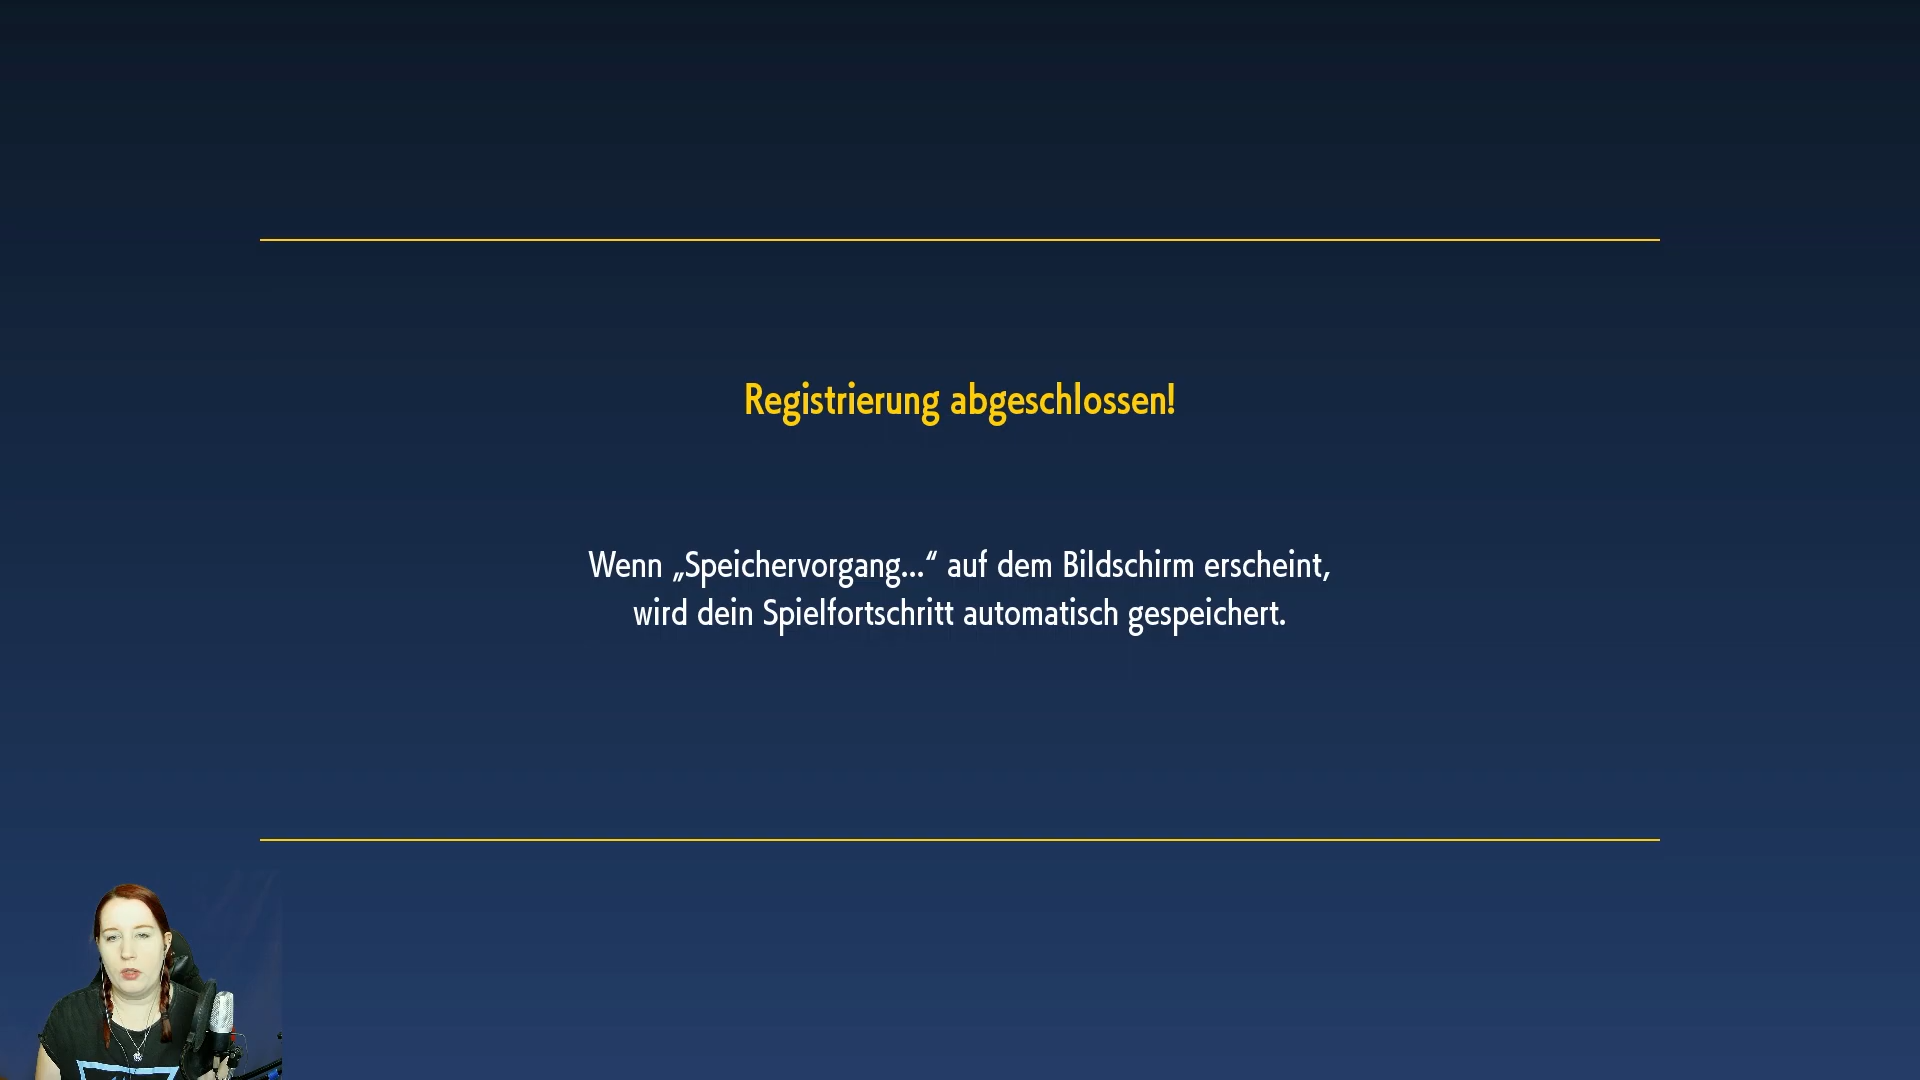 Registrierung abgeschlossen!
Wenn „Speichervorgang...“ auf dem Bildschirm erscheint,
wird dein Spielfortschritt automatisch gespeichert.